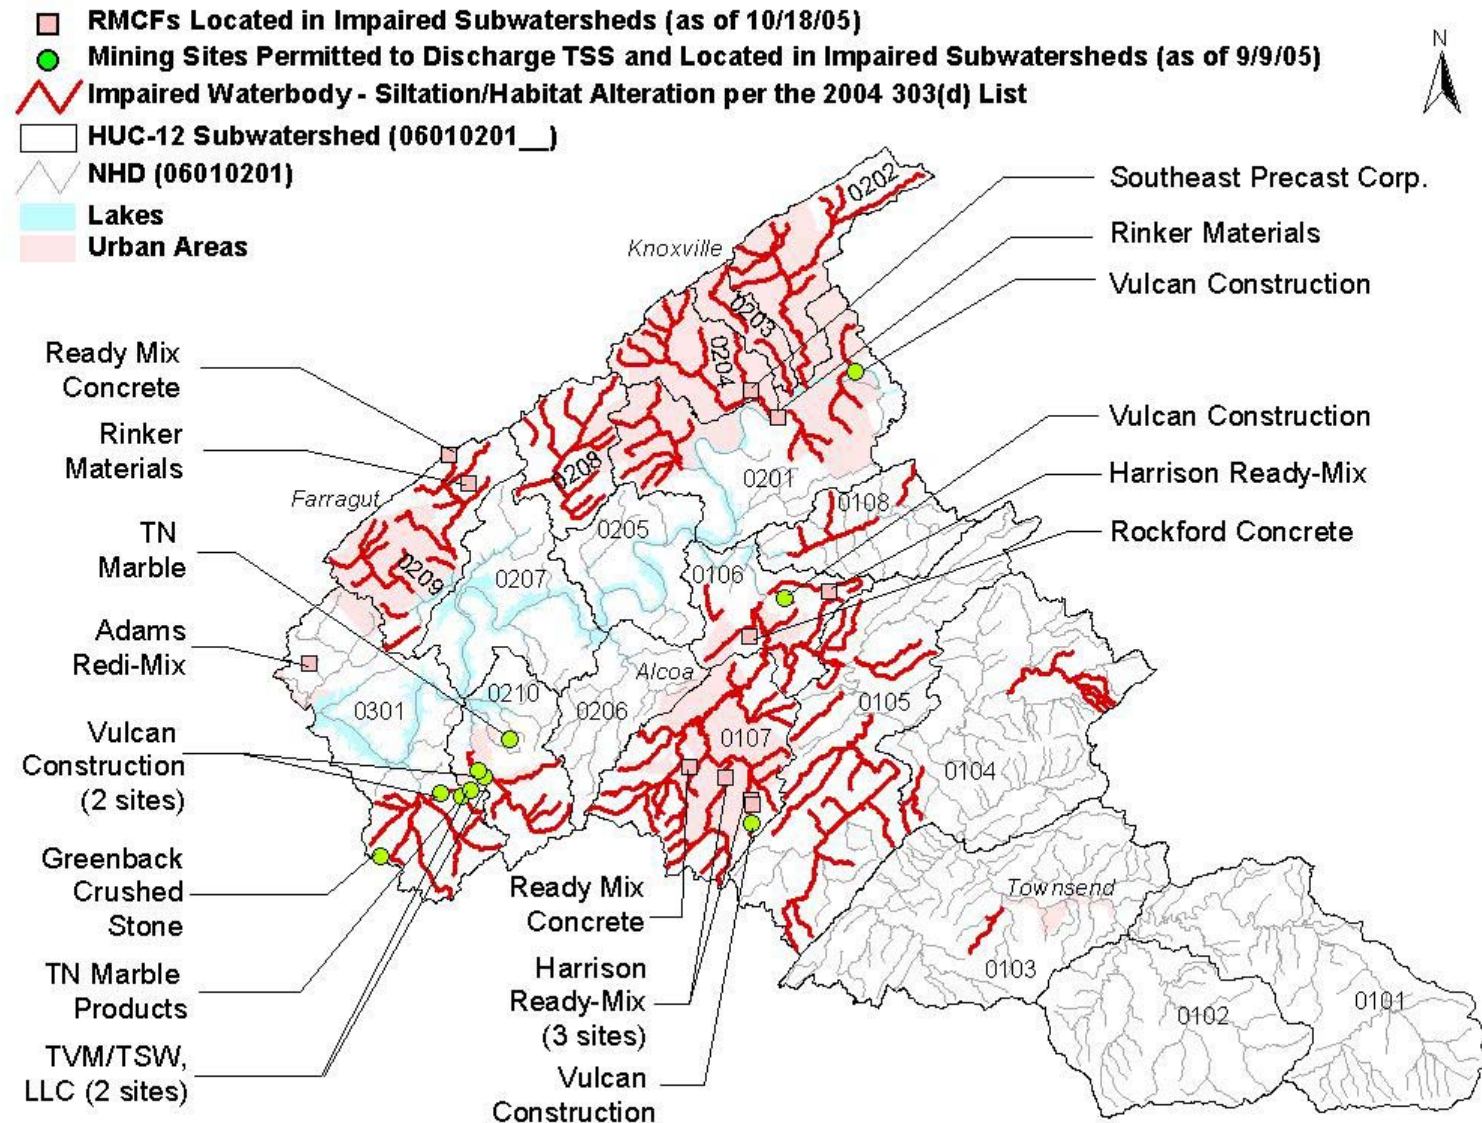 RMCFs Located in Impaired Subwatersheds (as of 10/18/05)
Mining Sites Permitted to Discharge TSS and Located in Impaired Subwatersheds (as of 9/9/05)
Impaired Waterbody - Siltation/Habitat Alteration per the 2004 303(d) List
HUC-12 Subwatershed (06010201__)
NHD (06010201)
Lakes
Urban Areas
N
Southeast Precast Corp.
Rinker Materials
Vulcan Construction
Vulcan Construction
Harrison Ready-Mix
Rockford Concrete
Ready Mix
Concrete
Rinker
Materials
TN
Marble
Adams
Redi-Mix
Vulcan
Construction
(2 sites)
Greenback
Crushed
Stone
TN Marble
Products
TVM/TSW,
LLC (2 sites)
Ready Mix
Concrete
Harrison
Ready-Mix
(3 sites)
Vulcan
Construction
Knoxville
Farragut
Alcoa
Townsend
0202
0203
0204
0201
0208
0205
0108
0209
0207
0106
0210
0206
0301
0105
0107
0104
0103
0102
0101